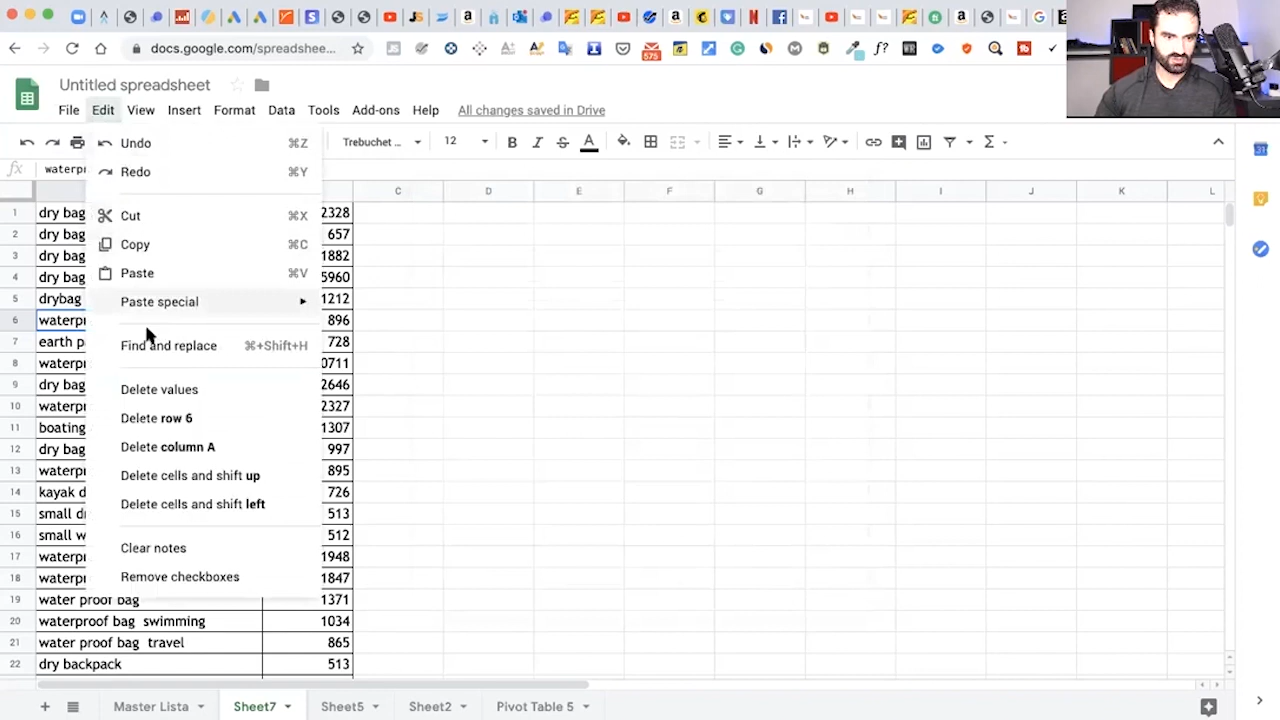 docs.google.com/spreadshee...
575
Untitled spreadsheet
File Edit View Insert Format Data Tools Add-ons Help All changes saved in Drive
Trebuchet ... 12
Undo ⌘Z
Redo ⌘Y
Cut ⌘X
Copy ⌘C
Paste ⌘V
Paste special
Find and replace ⌘+Shift+H
Delete values
Delete row 6
Delete column A
Delete cells and shift up
Delete cells and shift left
Clear notes
Remove checkboxes
fx
C D E F G H I J K L
1 dry bag 2328
2 dry bag 657
3 dry bag 1882
4 dry bag 5960
5 drybag 1212
6 waterpr 896
7 earth p 728
8 waterpr 0711
9 dry bag 2646
10 waterpr 2327
11 boating 1307
12 dry bag 997
13 waterpr 895
14 kayak d 726
15 small dr 513
16 small w 512
17 waterpr 1948
18 waterpr 1847
19 water proof bag 1371
20 waterproof bag swimming 1034
21 water proof bag travel 865
22 dry backpack 513
Master Lista Sheet7 Sheet5 Sheet2 Pivot Table 5